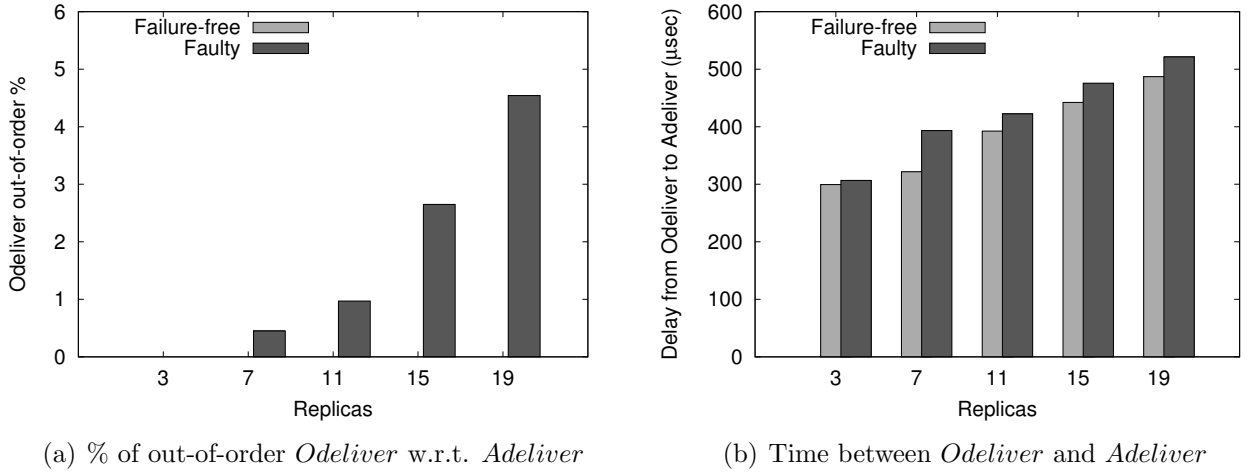 Odeliver out-of-order %
6
5
4
3
2
1
0
Failure-free
Faulty
3 7 11 15 19
Replicas
(a) % of out-of-order Odeliver w.r.t. Adeliver
Delay from Odeliver to Adeliver (μsec)
600
500
400
300
200
100
0
Failure-free
Faulty
3 7 11 15 19
Replicas
(b) Time between Odeliver and Adeliver